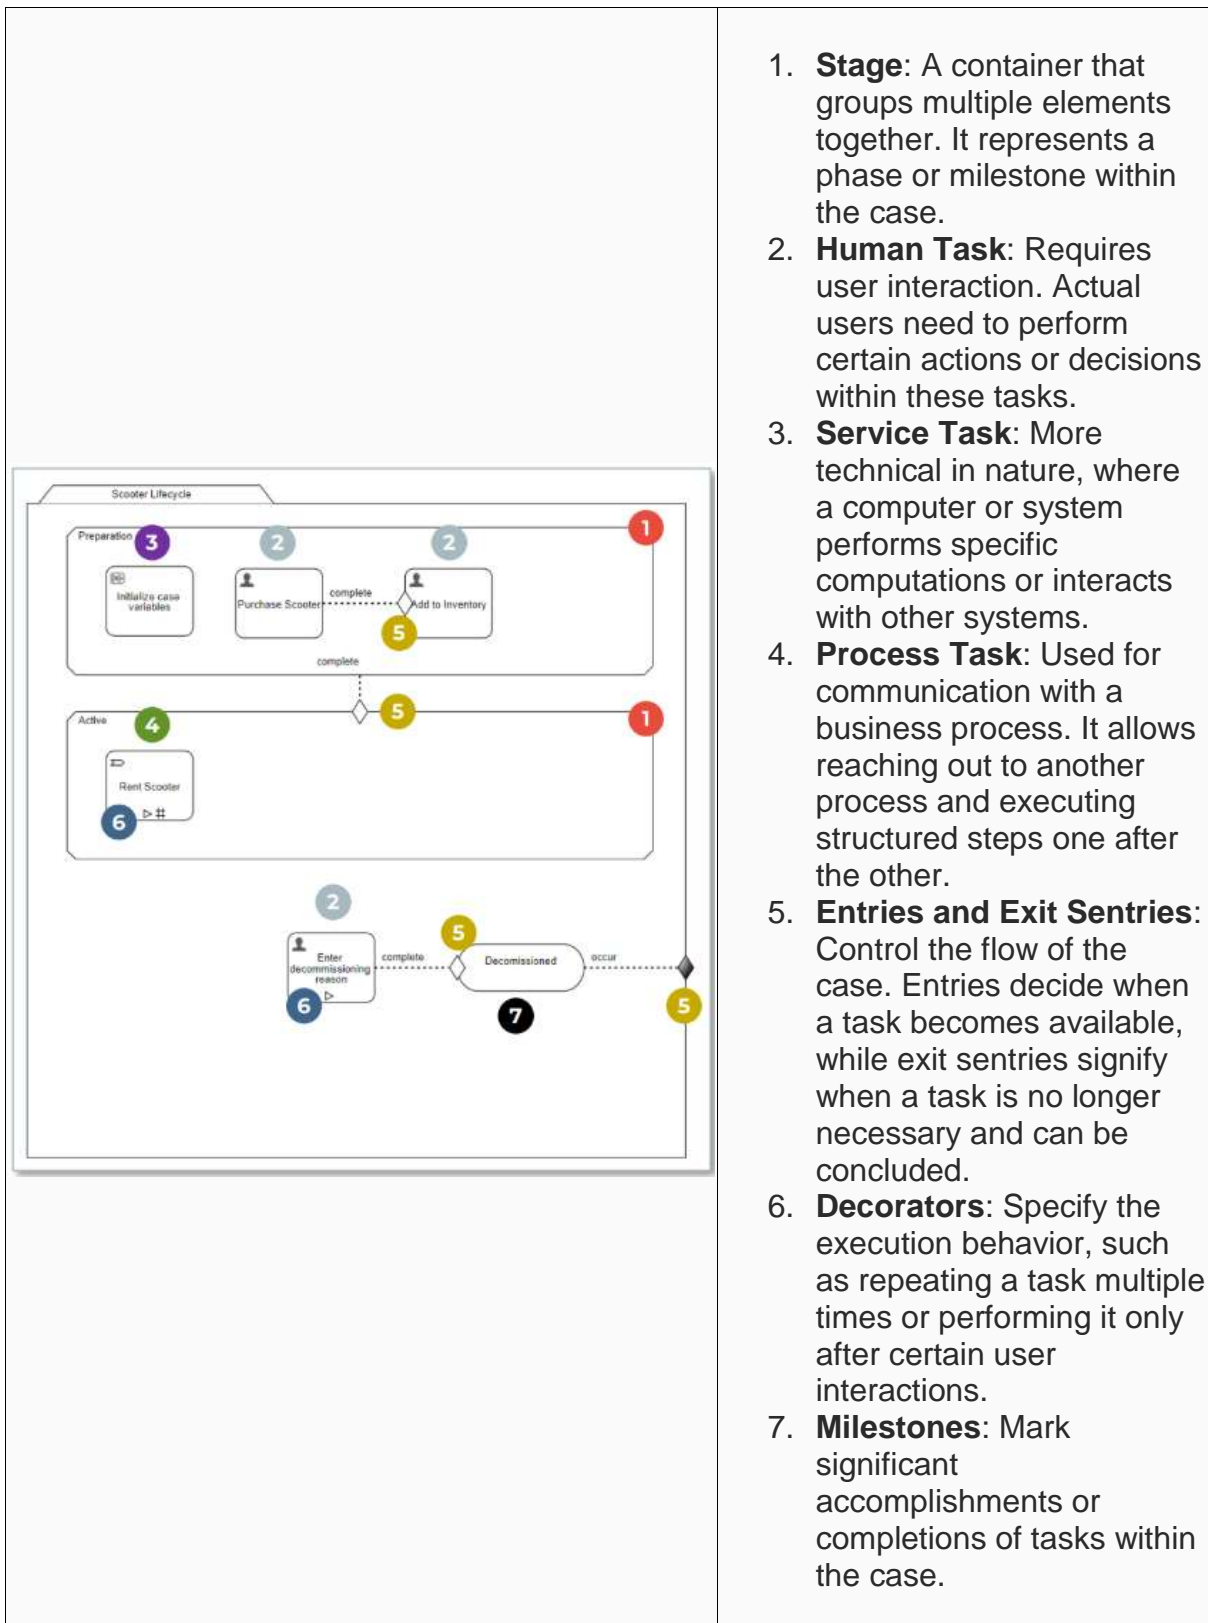 Scooter Lifecycle
Preparation
3
2
2
1
Initialize case
variables
Purchase Scooter
complete
Add to Inventory
5
complete
5
Active
4
1
Rent Scooter
6
2
5
Enter
decommissioning
reason
complete
Decomissioned
occur
6
7
5
1. Stage: A container that
groups multiple elements
together. It represents a
phase or milestone within
the case.
2. Human Task: Requires
user interaction. Actual
users need to perform
certain actions or decisions
within these tasks.
3. Service Task: More
technical in nature, where
a computer or system
performs specific
computations or interacts
with other systems.
4. Process Task: Used for
communication with a
business process. It allows
reaching out to another
process and executing
structured steps one after
the other.
5. Entries and Exit Sentries:
Control the flow of the
case. Entries decide when
a task becomes available,
while exit sentries signify
when a task is no longer
necessary and can be
concluded.
6. Decorators: Specify the
execution behavior, such
as repeating a task multiple
times or performing it only
after certain user
interactions.
7. Milestones: Mark
significant
accomplishments or
completions of tasks within
the case.